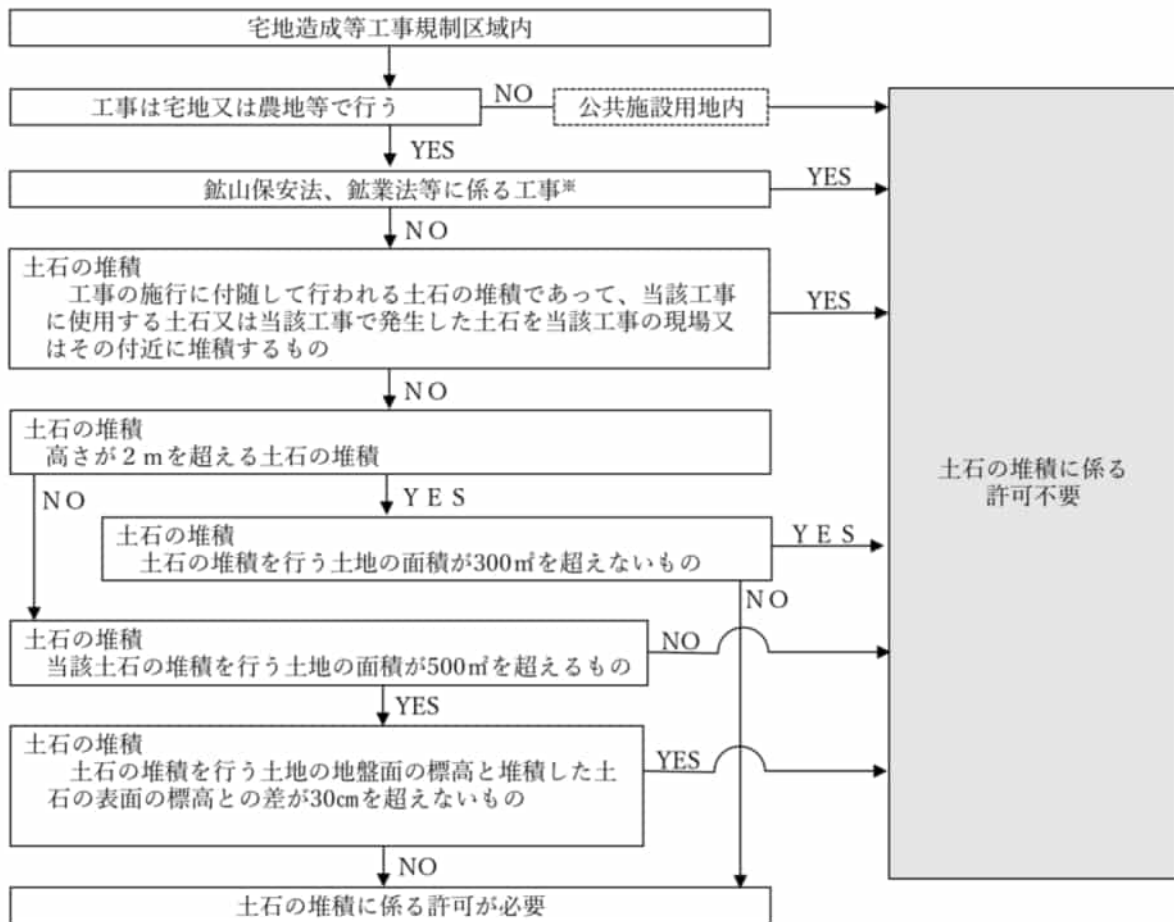 宅地造成等工事規制区域内
工事は宅地又は農地等で行う
NO
公共施設用地内
YES
鉱山保安法、鉱業法等に係る工事※
YES
NO
土石の堆積
工事の施行に付随して行われる土石の堆積であって、当該工事
に使用する土石又は当該工事で発生した土石を当該工事の現場又
はその付近に堆積するもの
YES
NO
土石の堆積
高さが2mを超える土石の堆積
NO
YES
土石の堆積
土石の堆積を行う土地の面積が300㎡を超えないもの
YES
NO
土石の堆積
当該土石の堆積を行う土地の面積が500㎡を超えるもの
NO
YES
土石の堆積
土石の堆積を行う土地の地盤面の標高と堆積した土
石の表面の標高との差が30㎝を超えないもの
YES
NO
土石の堆積に係る許可が必要
土石の堆積に係る
許可不要